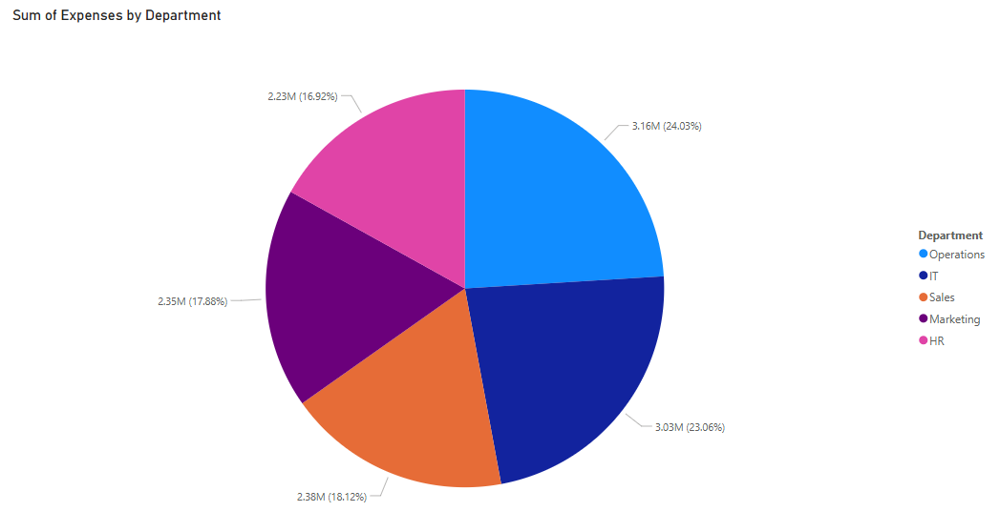 Sum of Expenses by Department
2.23M (16.92%)
3.16M (24.03%)
2.35M (17.88%)
3.03M (23.06%)
2.38M (18.12%)
Department
Operations
IT
Sales
Marketing
HR